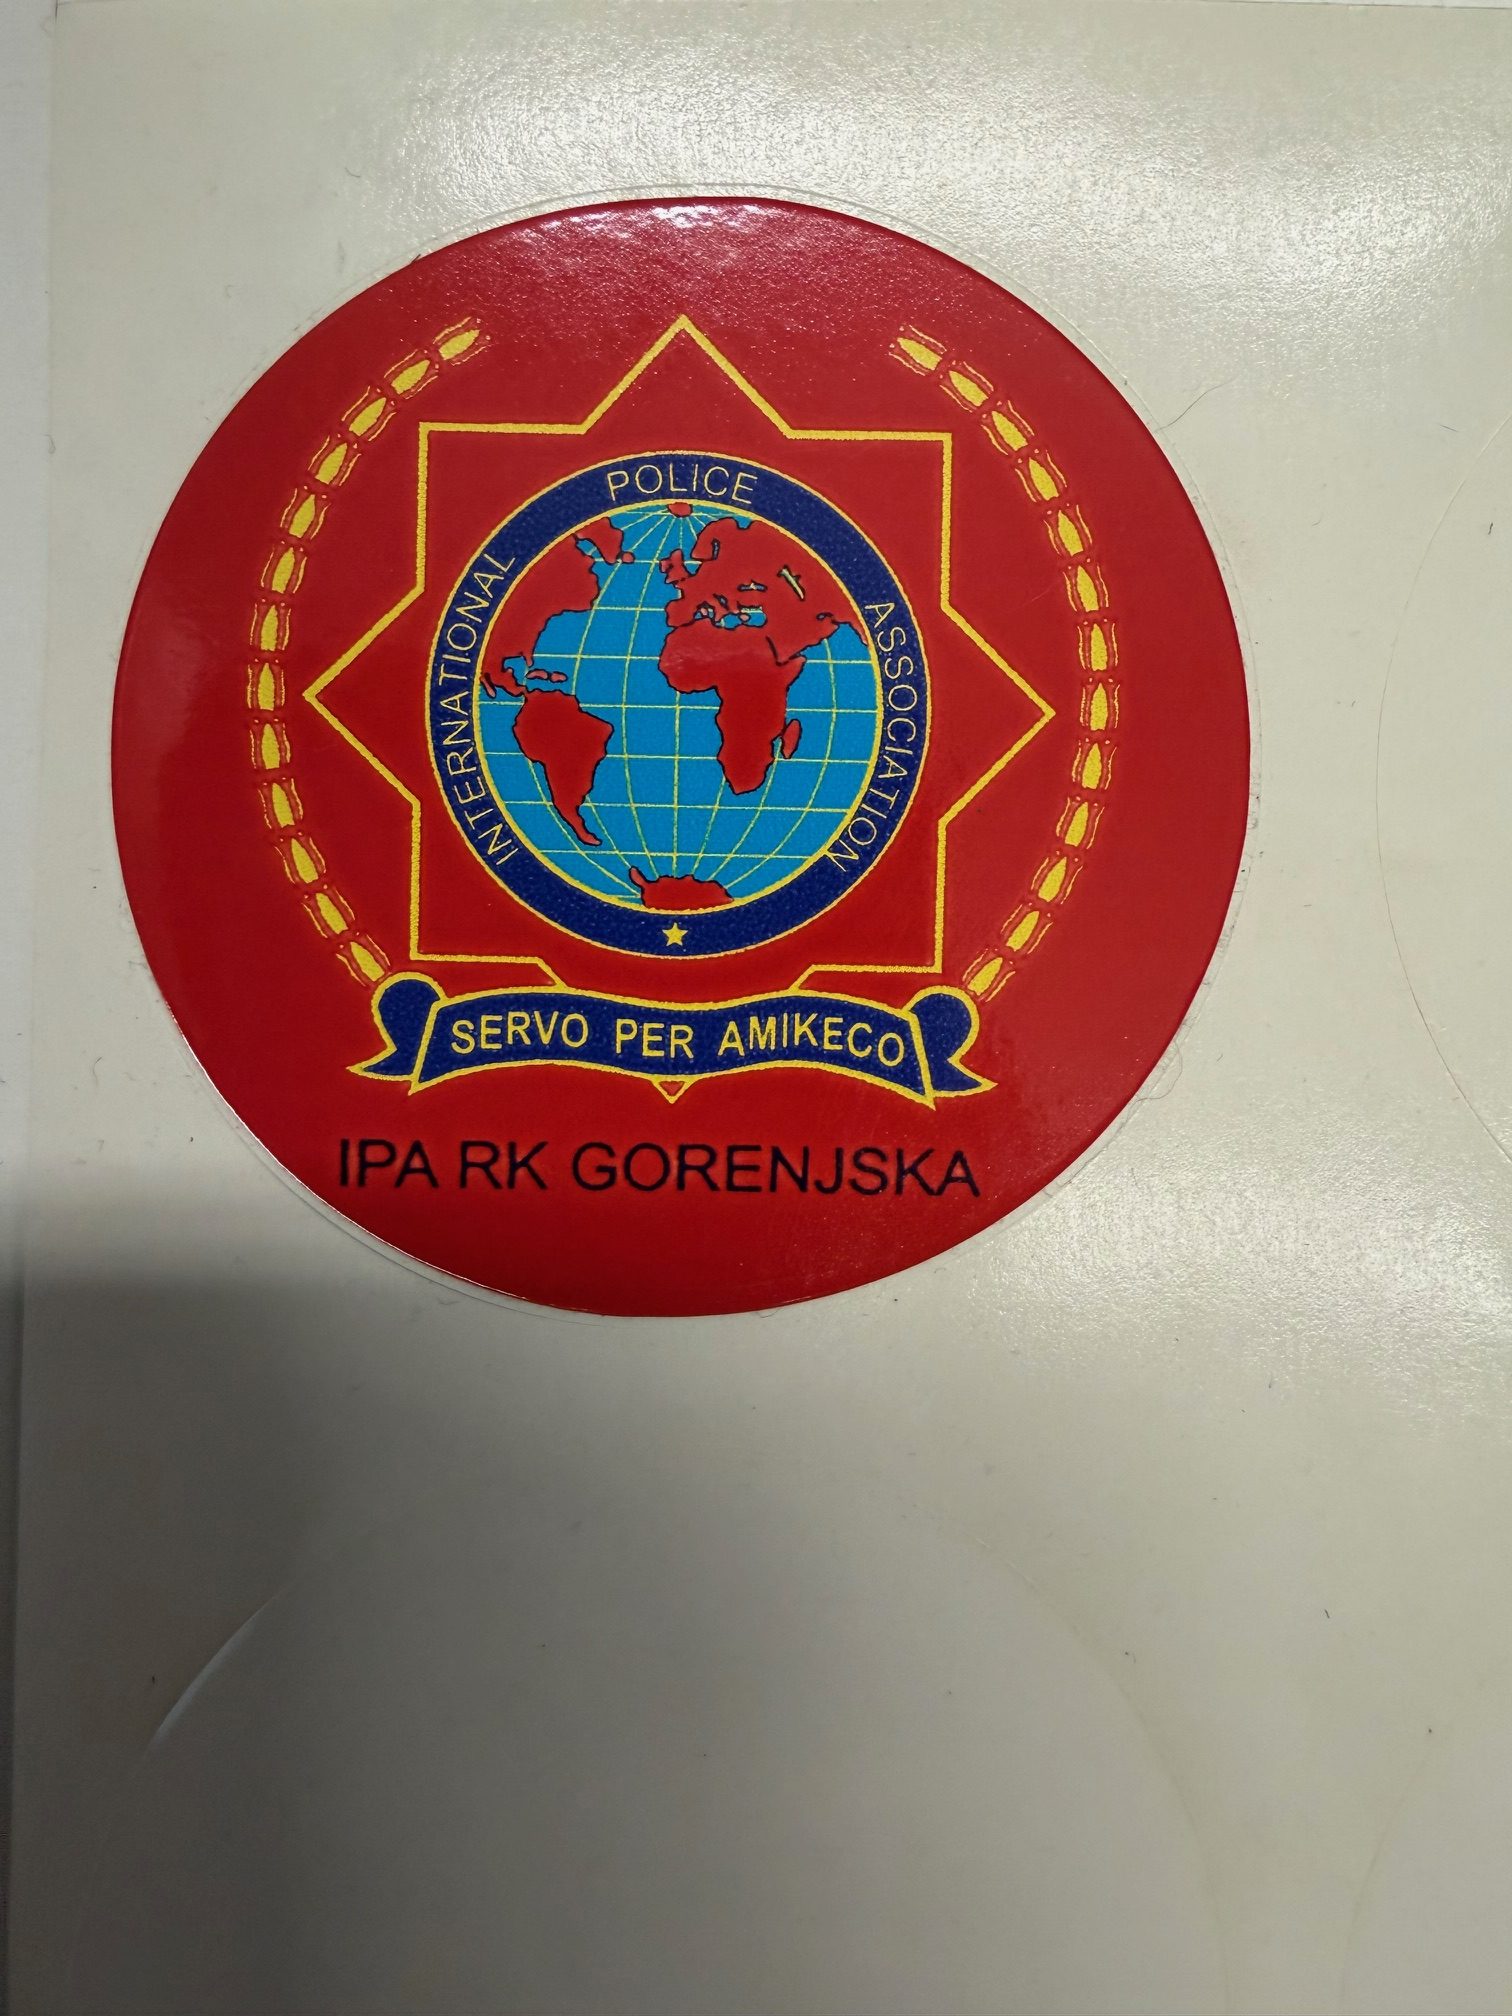 INTERNATIONAL POLICE ASSOCIATION
SERVO PER AMIKECO
IPA RK GORENJSKA